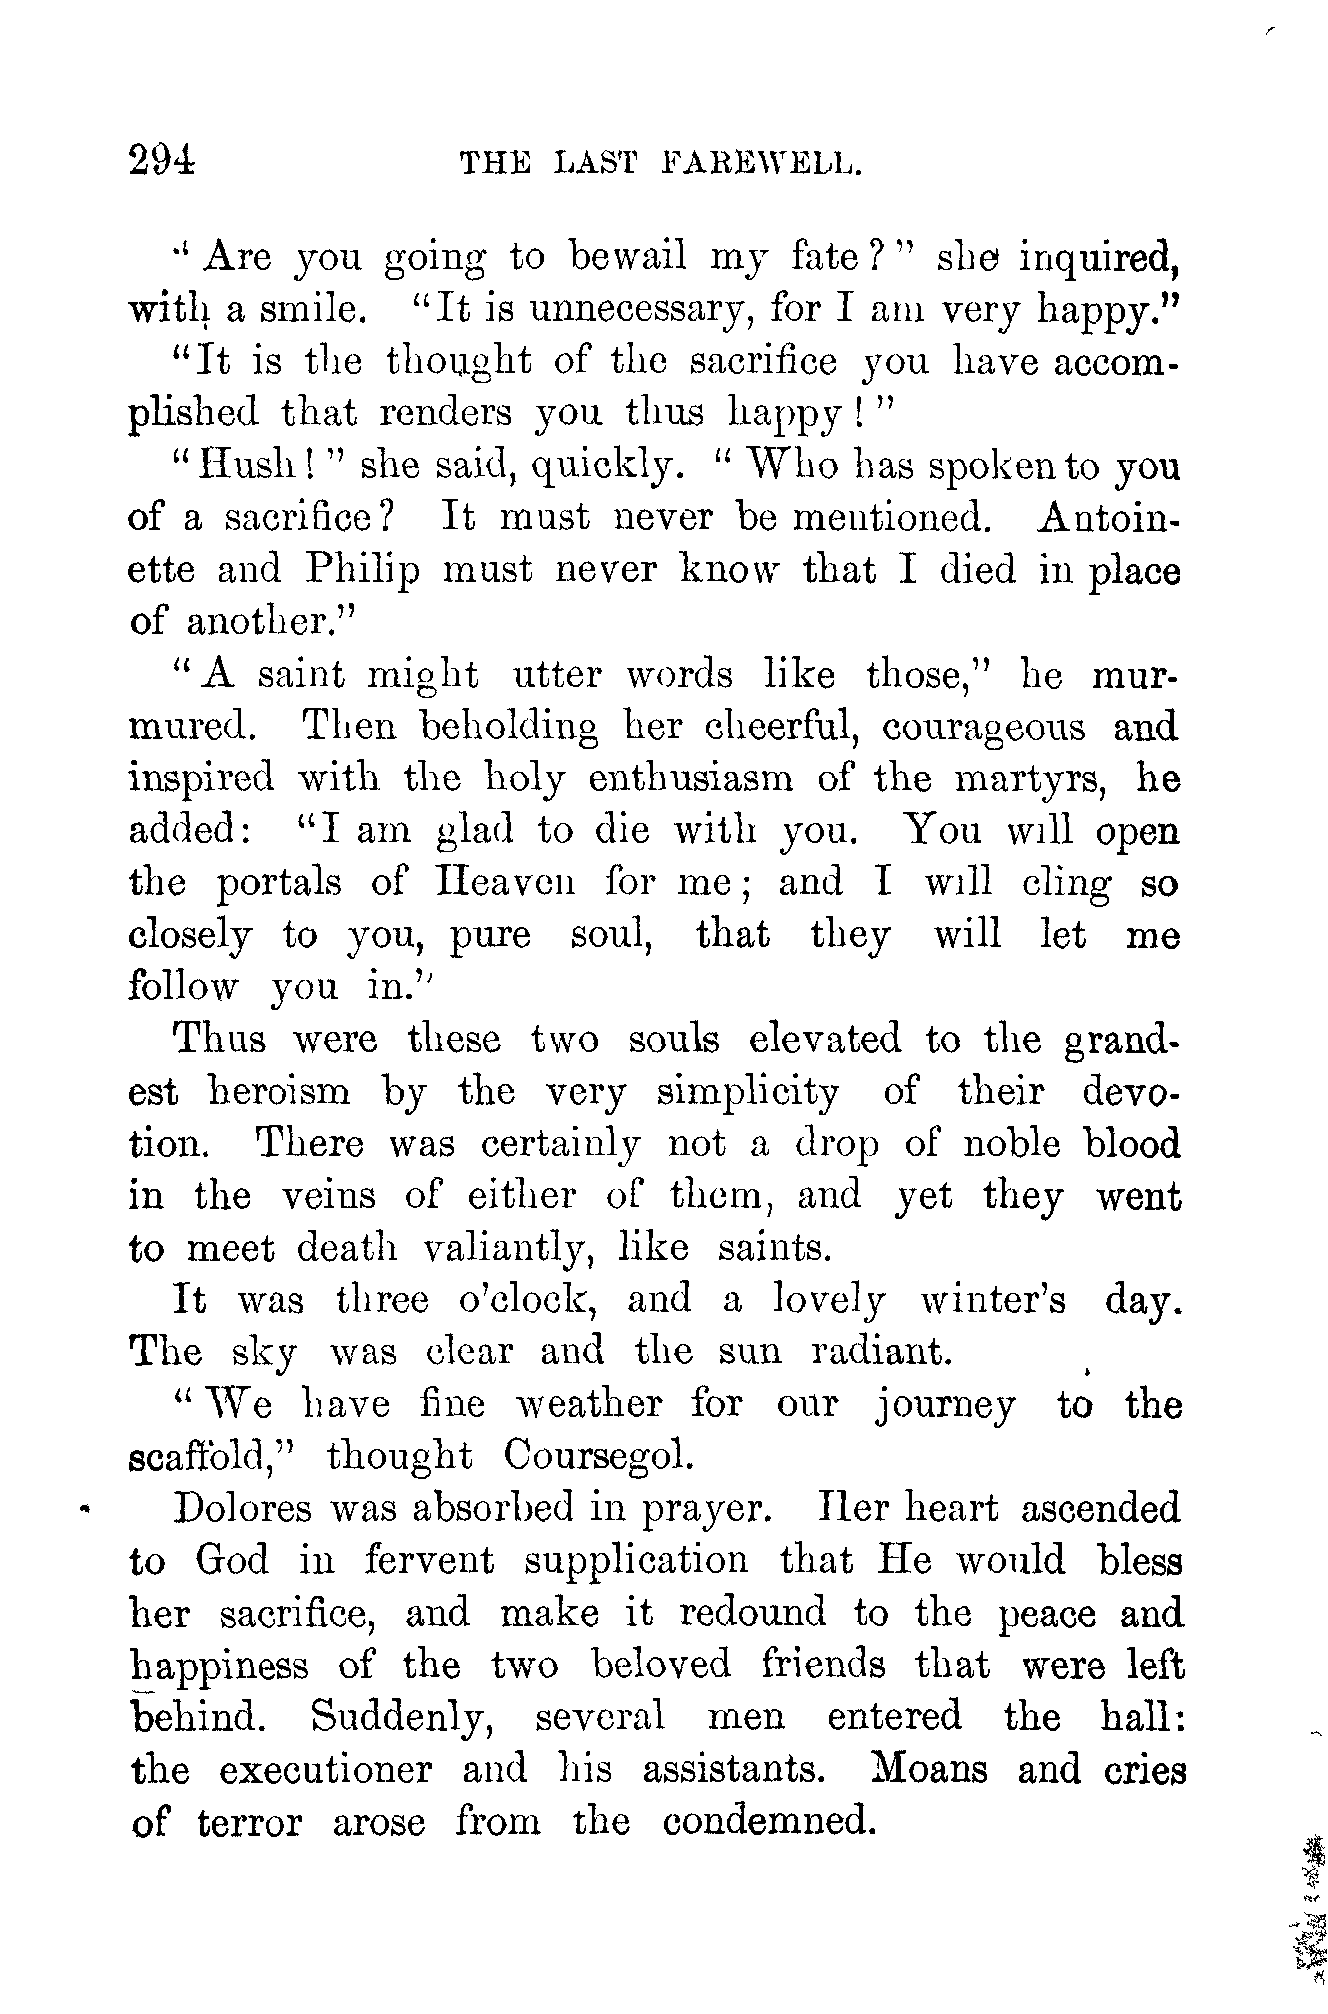 294 THE LAST FAREWELL.
"Are you going to bewail my fate?" she inquired,
with a smile. "It is unnecessary, for I am very happy."
"It is the thought of the sacrifice you have accom-
plished that renders you thus happy!"
"Hush!" she said, quickly. "Who has spoken to you
of a sacrifice? It must never be mentioned. Antoin-
ette and Philip must never know that I died in place
of another."
"A saint might utter words like those," he mur-
mured. Then beholding her cheerful, courageous and
inspired with the holy enthusiasm of the martyrs, he
added: "I am glad to die with you. You will open
the portals of Heaven for me; and I will cling so
closely to you, pure soul, that they will let me
follow you in."
Thus were these two souls elevated to the grand-
est heroism by the very simplicity of their devo-
tion. There was certainly not a drop of noble blood
in the veins of either of them, and yet they went
to meet death valiantly, like saints.
It was three o'clock, and a lovely winter's day.
The sky was clear and the sun radiant.
"We have fine weather for our journey to the
scaffold," thought Coursegol.
Dolores was absorbed in prayer. Her heart ascended
to God in fervent supplication that He would bless
her sacrifice, and make it redound to the peace and
happiness of the two beloved friends that were left
behind. Suddenly, several men entered the hall:
the executioner and his assistants. Moans and cries
of terror arose from the condemned.